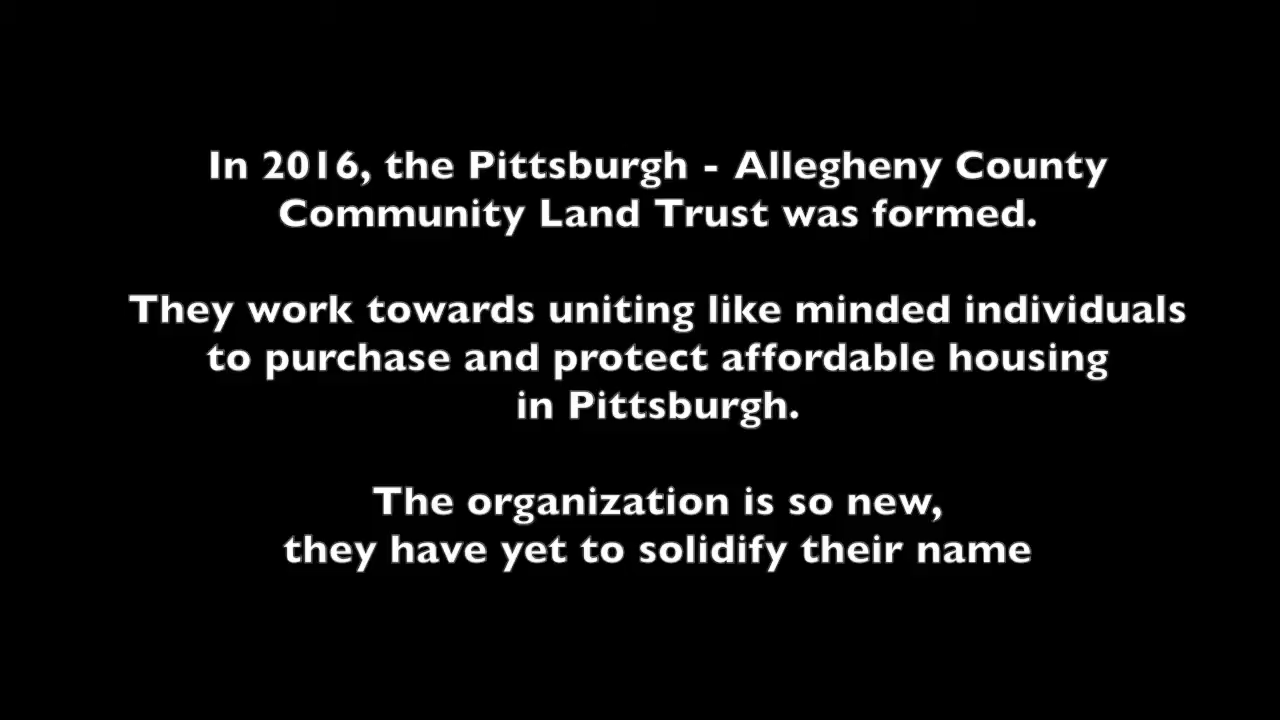 In 2016, the Pittsburgh - Allegheny County
Community Land Trust was formed.
They work towards uniting like minded individuals
to purchase and protect affordable housing
in Pittsburgh.
The organization is so new,
they have yet to solidify their name